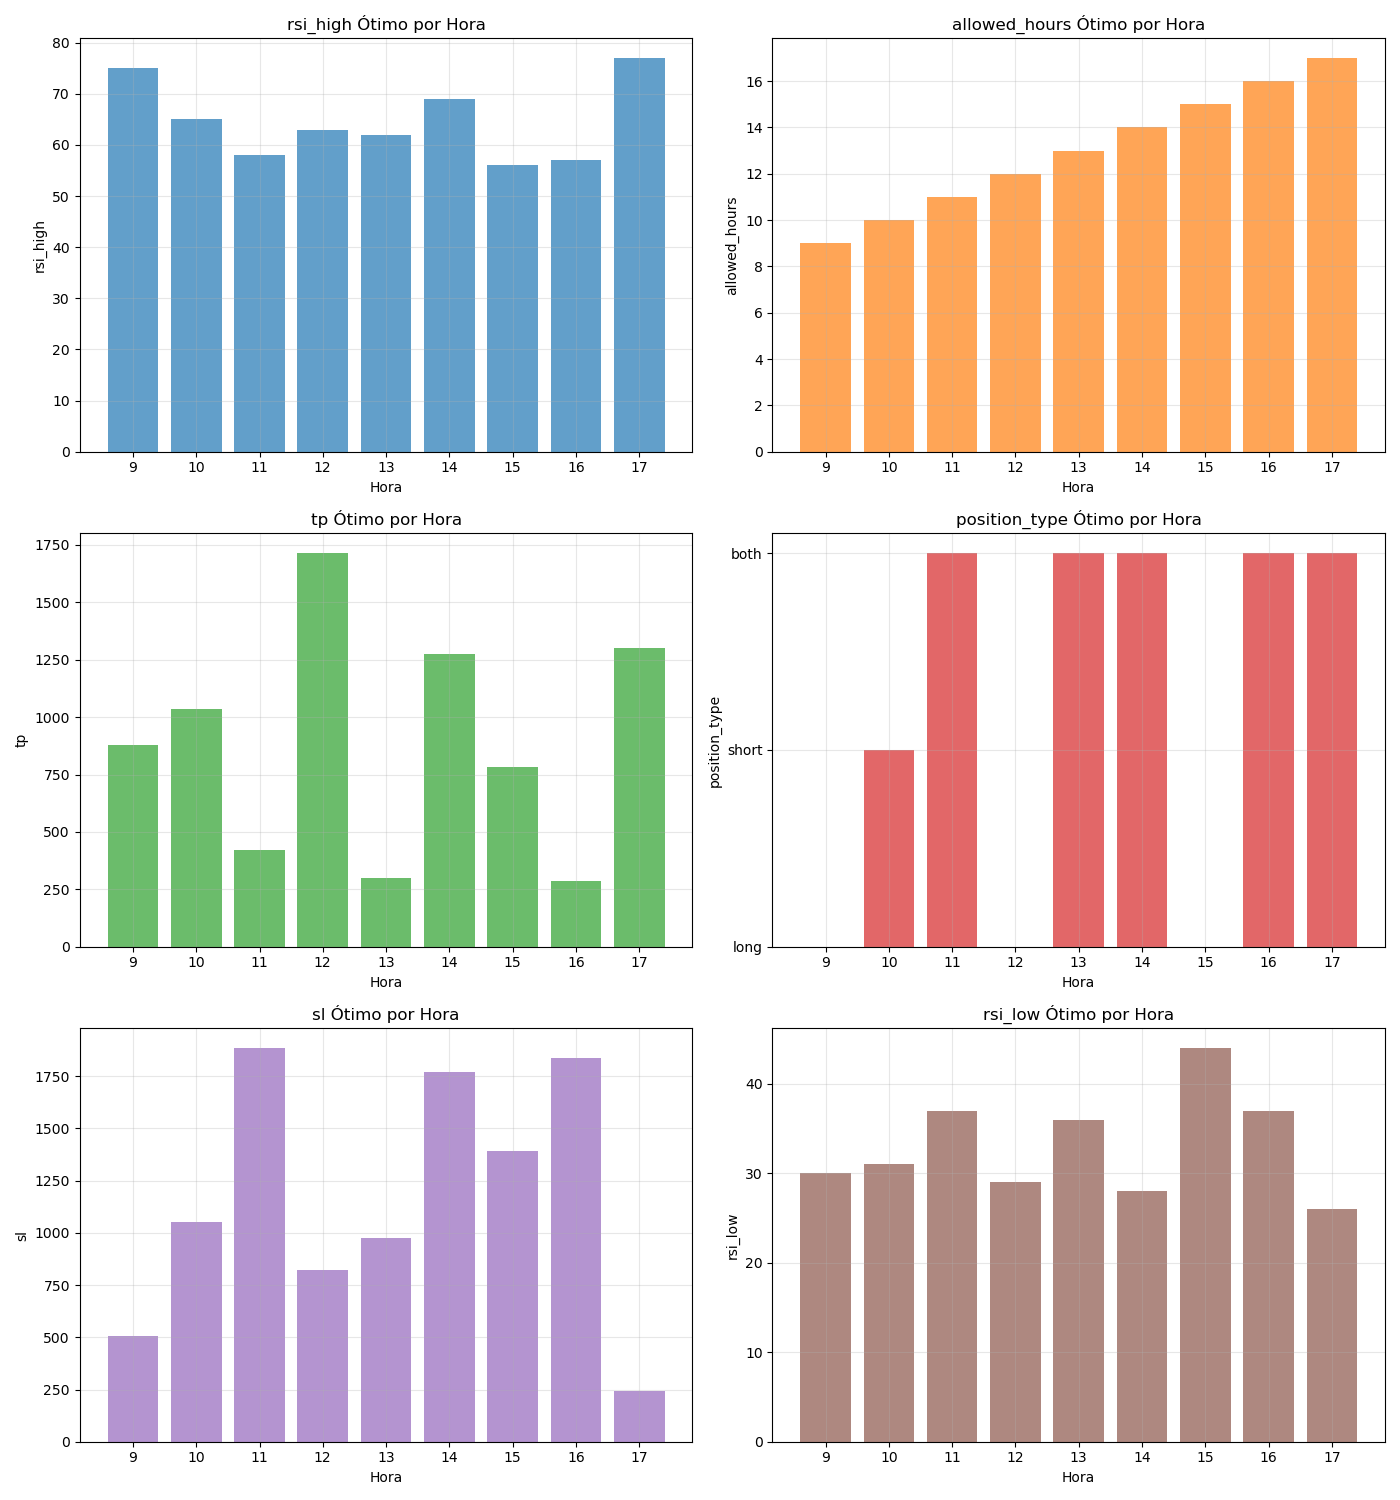 rsi_high Ótimo por Hora
80
70
60
50
40
30
20
10
0
rsi_high
9 10 11 12 13 14 15 16 17
Hora
allowed_hours Ótimo por Hora
16
14
12
10
8
6
4
2
0
allowed_hours
9 10 11 12 13 14 15 16 17
Hora
tp Ótimo por Hora
1750
1500
1250
1000
750
500
250
0
tp
9 10 11 12 13 14 15 16 17
Hora
position_type Ótimo por Hora
both
short
long
position_type
9 10 11 12 13 14 15 16 17
Hora
sl Ótimo por Hora
1750
1500
1250
1000
750
500
250
0
sl
9 10 11 12 13 14 15 16 17
Hora
rsi_low Ótimo por Hora
40
30
20
10
0
rsi_low
9 10 11 12 13 14 15 16 17
Hora